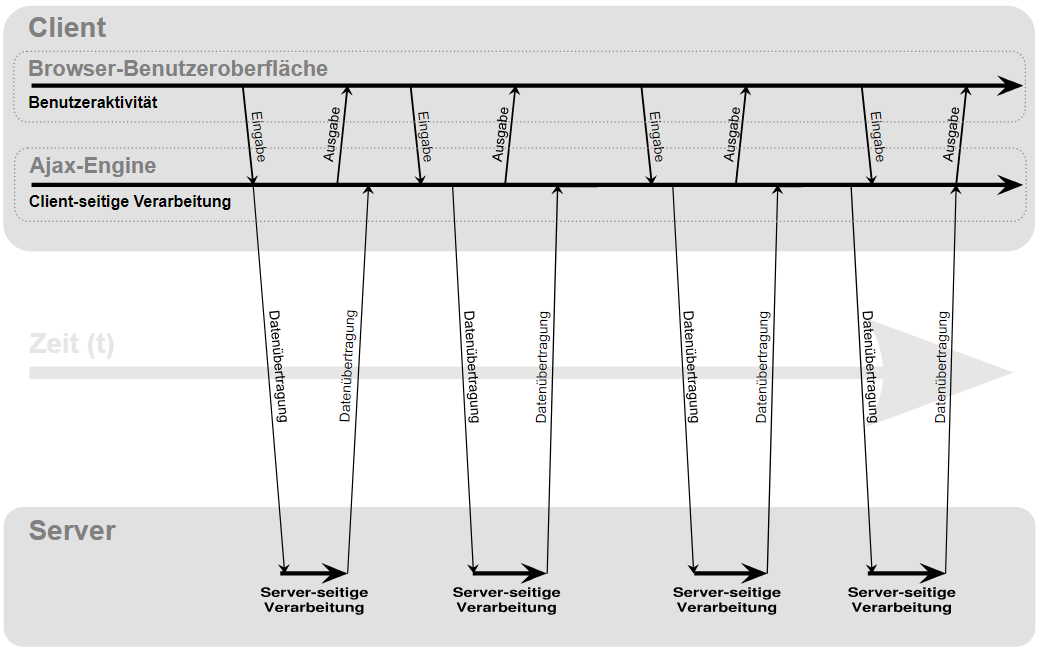 Client
Browser-Benutzeroberfläche
Benutzeraktivität
Eingabe
Ausgabe
Eingabe
Ausgabe
Eingabe
Ausgabe
Eingabe
Ausgabe
Ajax-Engine
Client-seitige Verarbeitung
Datenübertragung
Datenübertragung
Datenübertragung
Datenübertragung
Datenübertragung
Datenübertragung
Datenübertragung
Datenübertragung
Zeit (t)
Server
Server-seitige
Verarbeitung
Server-seitige
Verarbeitung
Server-seitige
Verarbeitung
Server-seitige
Verarbeitung